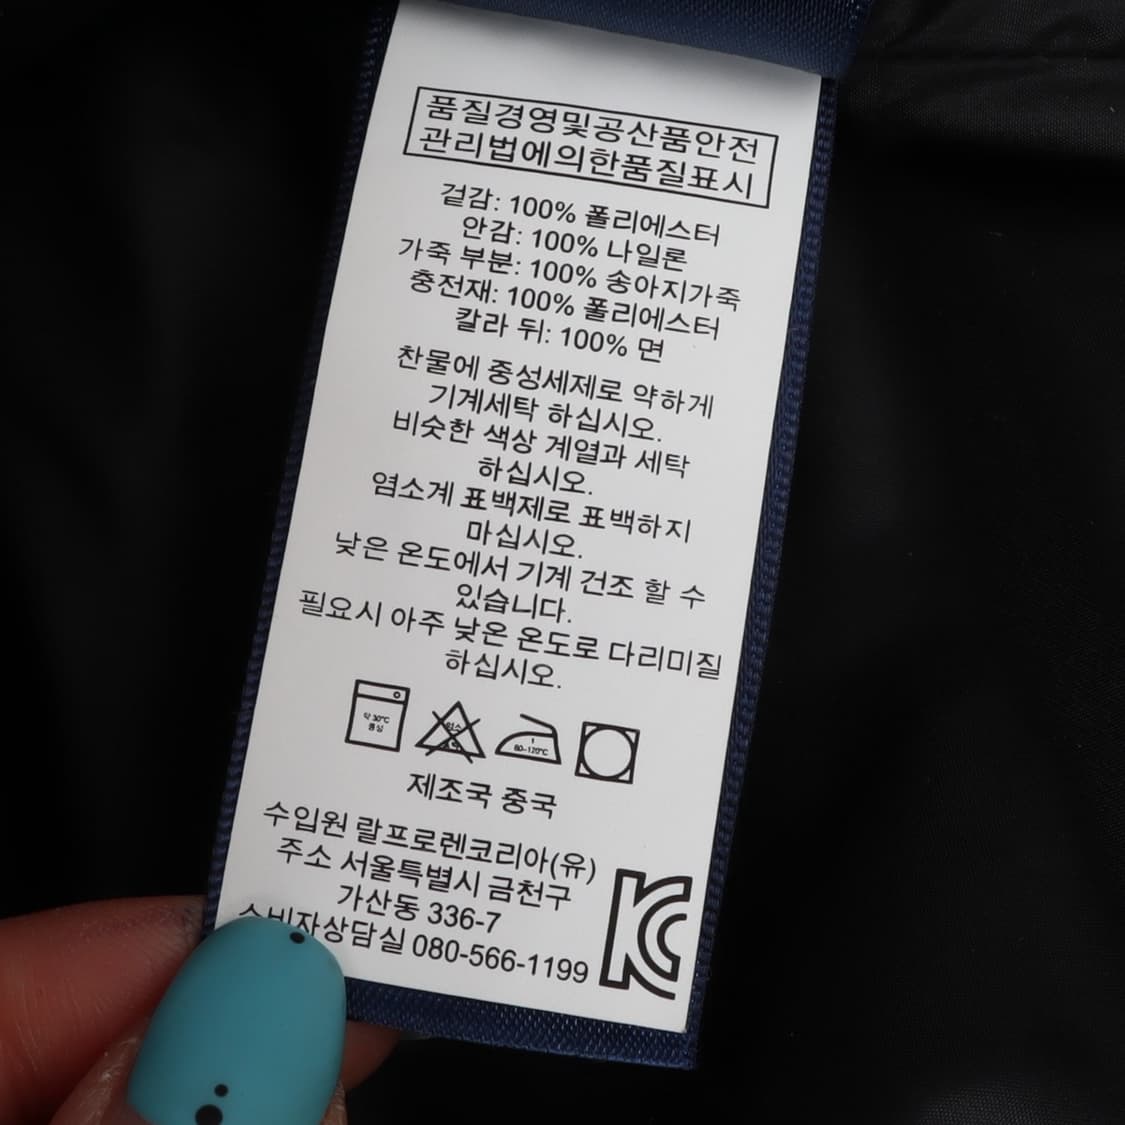 품질경영및공산품안전
관리법에의한품질표시
겉감: 100% 폴리에스터
안감: 100% 나일론
가죽 부분: 100% 송아지가죽
충전재: 100% 폴리에스터
칼라 뒤: 100% 면
찬물에 중성세제로 약하게
기계세탁 하십시오.
비슷한 색상 계열과 세탁
하십시오.
염소계 표백제로 표백하지
마십시오.
낮은 온도에서 기계 건조 할 수
있습니다.
필요시 아주 낮은 온도로 다리미질
하십시오.
약 30°C
중성
80~120°C
제조국 중국
수입원 랄프로렌코리아(유)
주소 서울특별시 금천구
가산동 336-7
소비자상담실 080-566-1199